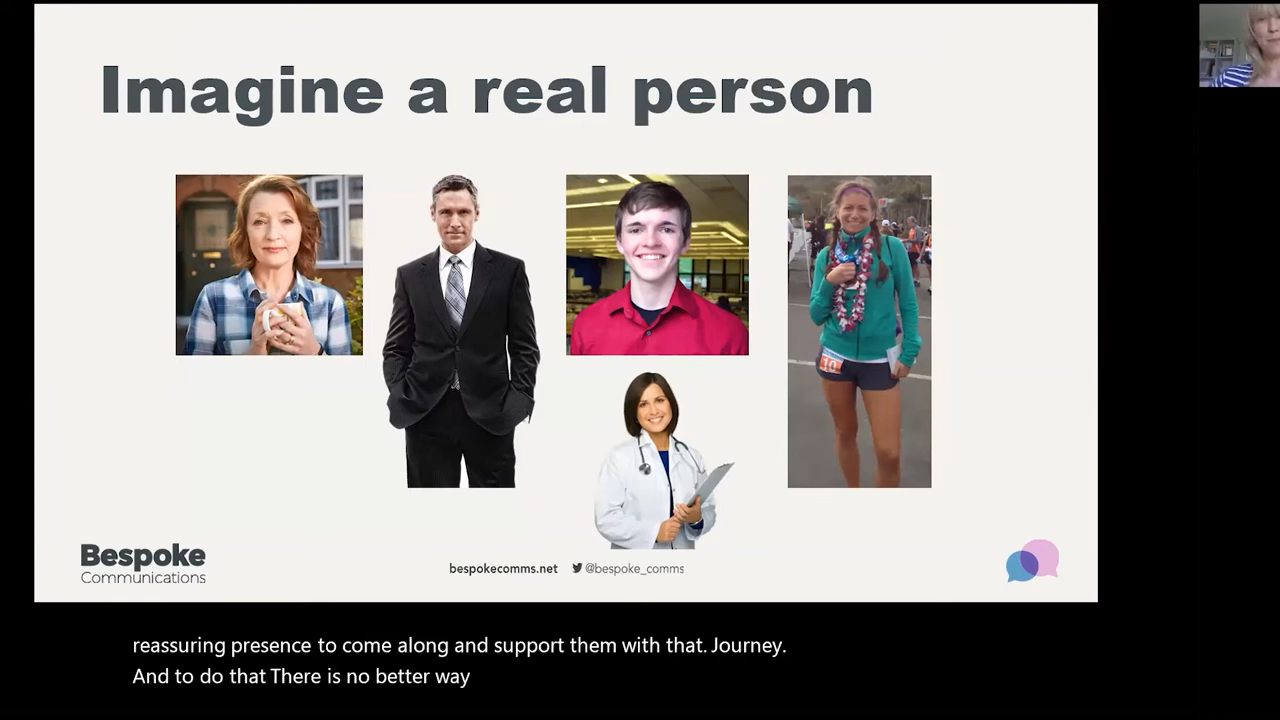 Imagine a real person
10
Bespoke
Communications
bespokecomms.net
@bespoke_comms
reassuring presence to come along and support them with that. Journey.
And to do that There is no better way